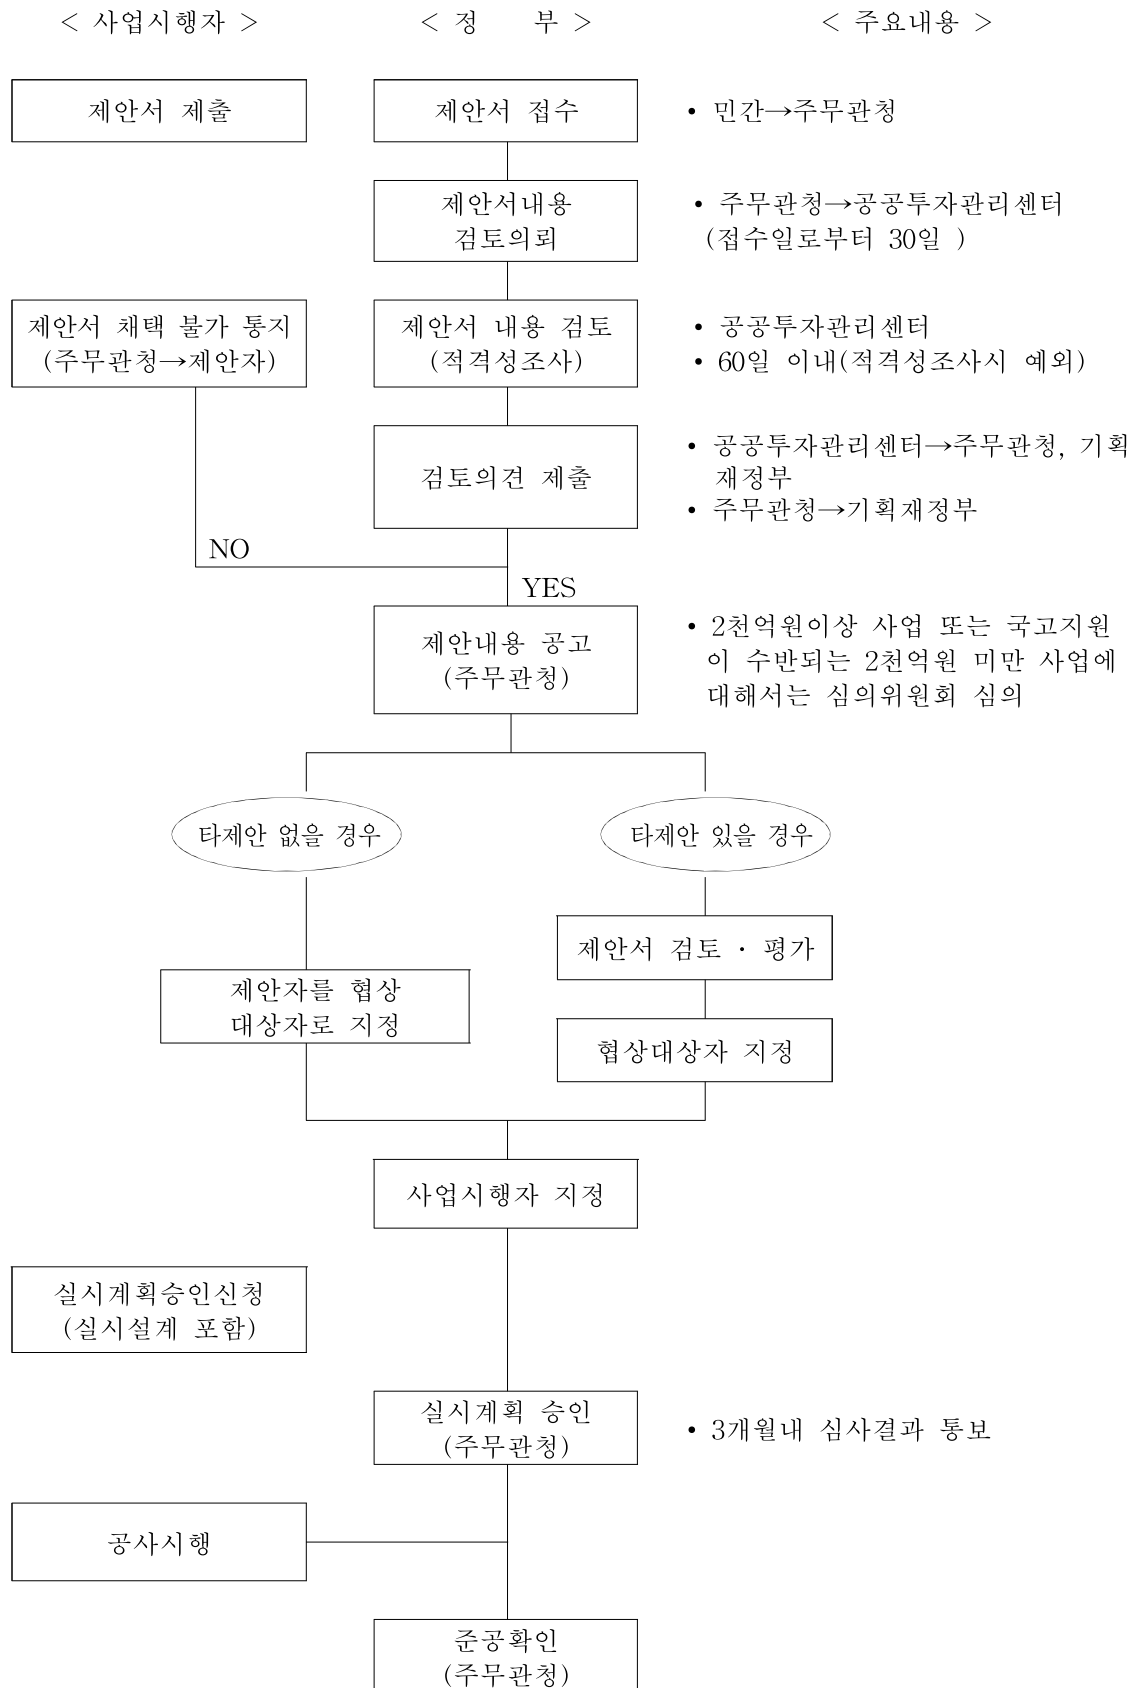 < 사업시행자 >
< 정 부 >
< 주요내용 >
제안서 제출
제안서 접수
• 민간→주무관청
제안서내용
검토의뢰
• 주무관청→공공투자관리센터
(접수일로부터 30일 )
제안서 채택 불가 통지
(주무관청→제안자)
제안서 내용 검토
(적격성조사)
• 공공투자관리센터
• 60일 이내(적격성조사시 예외)
검토의견 제출
• 공공투자관리센터→주무관청, 기획
재정부
• 주무관청→기획재정부
NO
YES
제안내용 공고
(주무관청)
• 2천억원이상 사업 또는 국고지원
이 수반되는 2천억원 미만 사업에
대해서는 심의위원회 심의
타제안 없을 경우
타제안 있을 경우
제안서 검토 · 평가
제안자를 협상
대상자로 지정
협상대상자 지정
사업시행자 지정
실시계획승인신청
(실시설계 포함)
실시계획 승인
(주무관청)
• 3개월내 심사결과 통보
공사시행
준공확인
(주무관청)